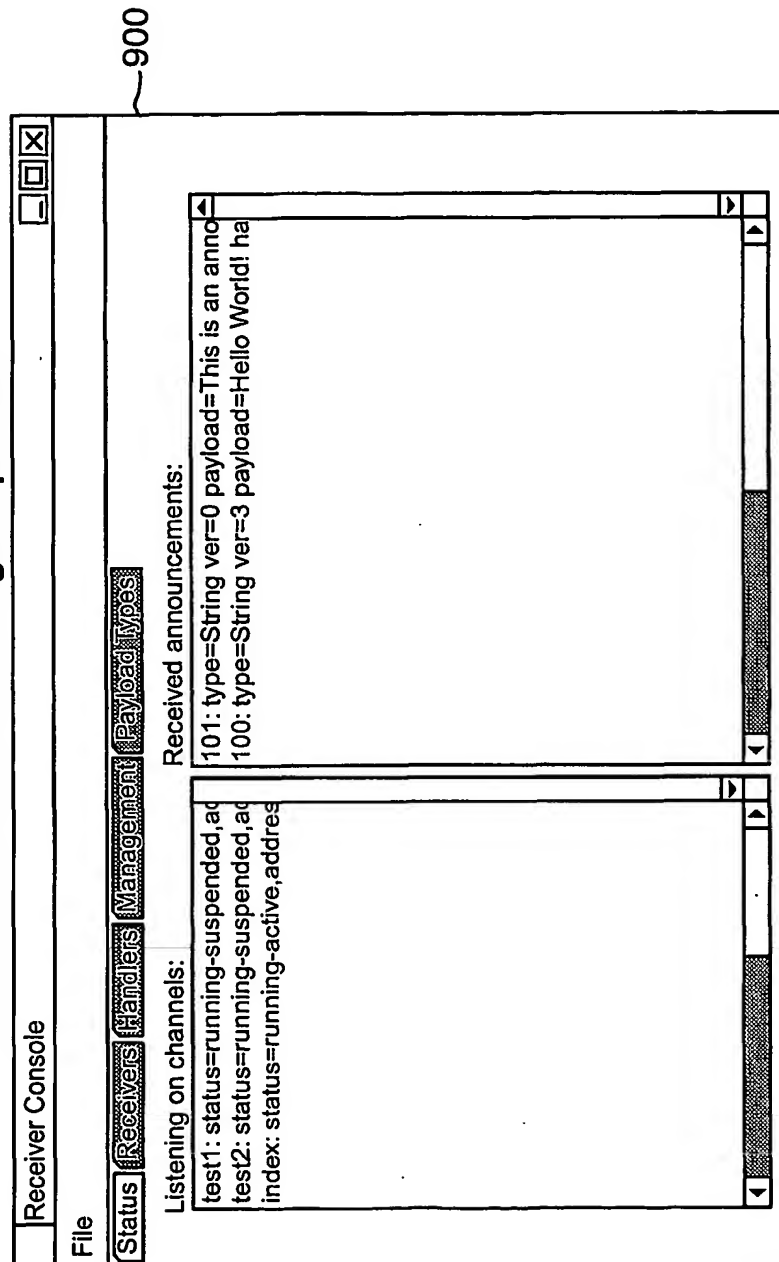 Receiver Console
File
Status Receivers Handlers Management Payload Types
Listening on channels:
test1: status=running-suspended,ad
test2: status=running-suspended,ad
index: status=running-active,addres
Received announcements:
101: type=String ver=0 payload=This is an anno
100: type=String ver=3 payload=Hello World! ha
900